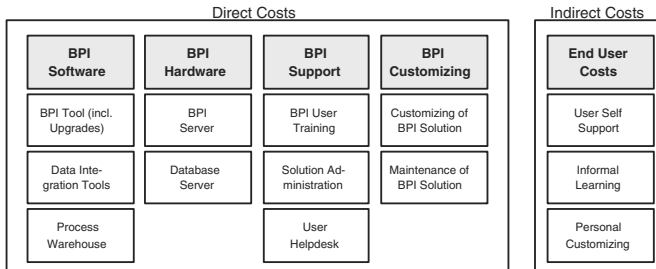 Direct Costs
Indirect Costs
BPI
Software
BPI
Hardware
BPI
Support
BPI
Customizing
End User
Costs
BPI Tool (incl.
Upgrades)
BPI
Server
BPI User
Training
Customizing of
BPI Solution
User Self
Support
Data Inte-
gration Tools
Database
Server
Solution Ad-
ministration
Maintenance of
BPI Solution
Informal
Learning
Process
Warehouse
User
Helpdesk
Personal
Customizing